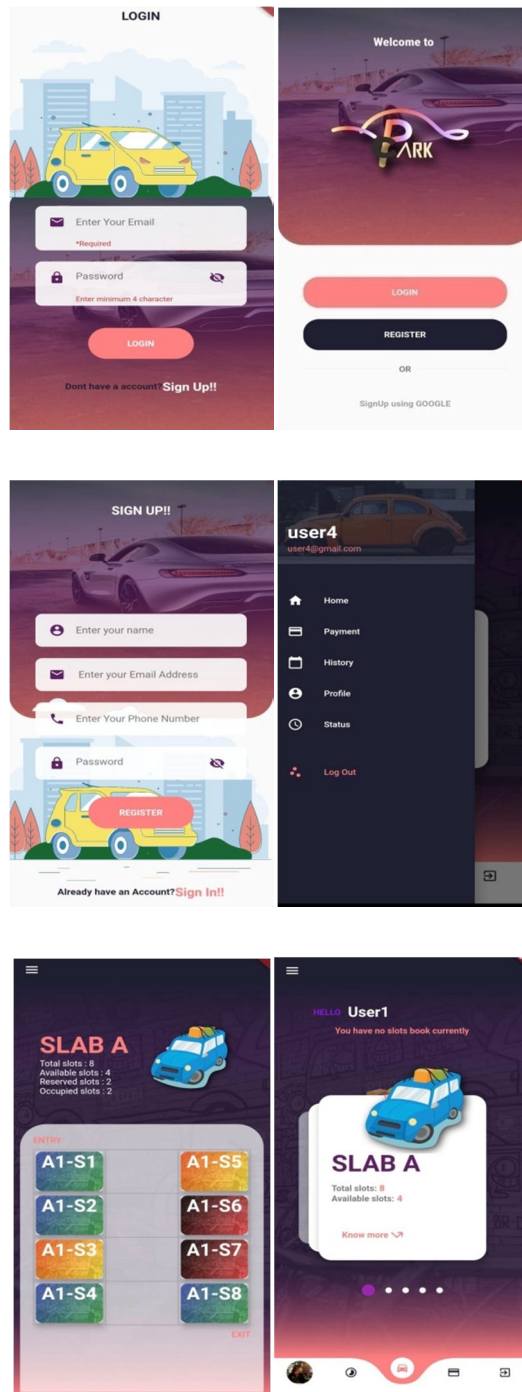 LOGIN
Enter Your Email
*Required
Password
Enter minimum 4 character
LOGIN
Dont have a account?Sign Up!!
Welcome to
PARK
LOGIN
REGISTER
OR
SignUp using GOOGLE
SIGN UP!!
Enter your name
Enter your Email Address
Enter Your Phone Number
Password
REGISTER
Already have an Account?Sign In!!
user4
user4@gmail.com
Home
Payment
History
Profile
Status
Log Out
SLAB A
Total slots : 8
Available slots : 4
Reserved slots : 2
Occupied slots : 2
ENTRY
A1-S1 A1-S5
A1-S2 A1-S6
A1-S3 A1-S7
A1-S4 A1-S8
EXIT
HELLO User1
You have no slots book currently
SLAB A
Total slots: 8
Available slots: 4
Know more